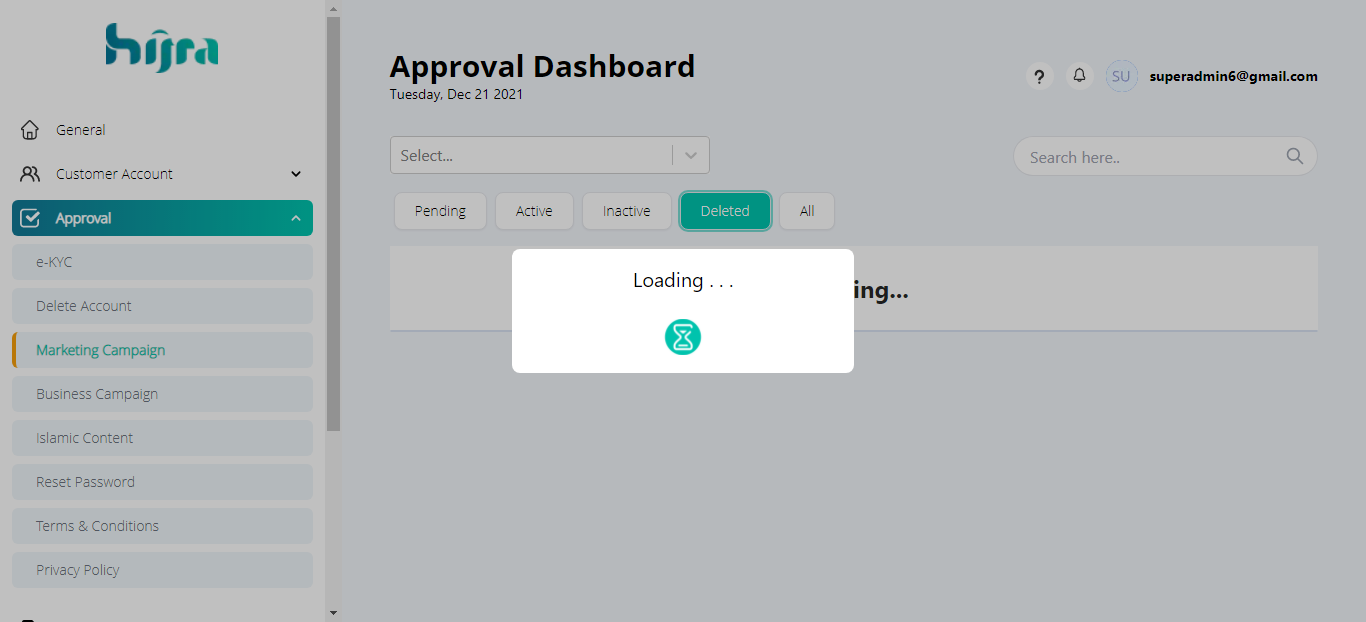 hijra
General
Customer Account
Approval
e-KYC
Delete Account
Marketing Campaign
Business Campaign
Islamic Content
Reset Password
Terms & Conditions
Privacy Policy
Approval Dashboard
Tuesday, Dec 21 2021
?
SU
superadmin6@gmail.com
Select...
Search here..
Pending
Active
Inactive
Deleted
All
Loading . . .
ing...